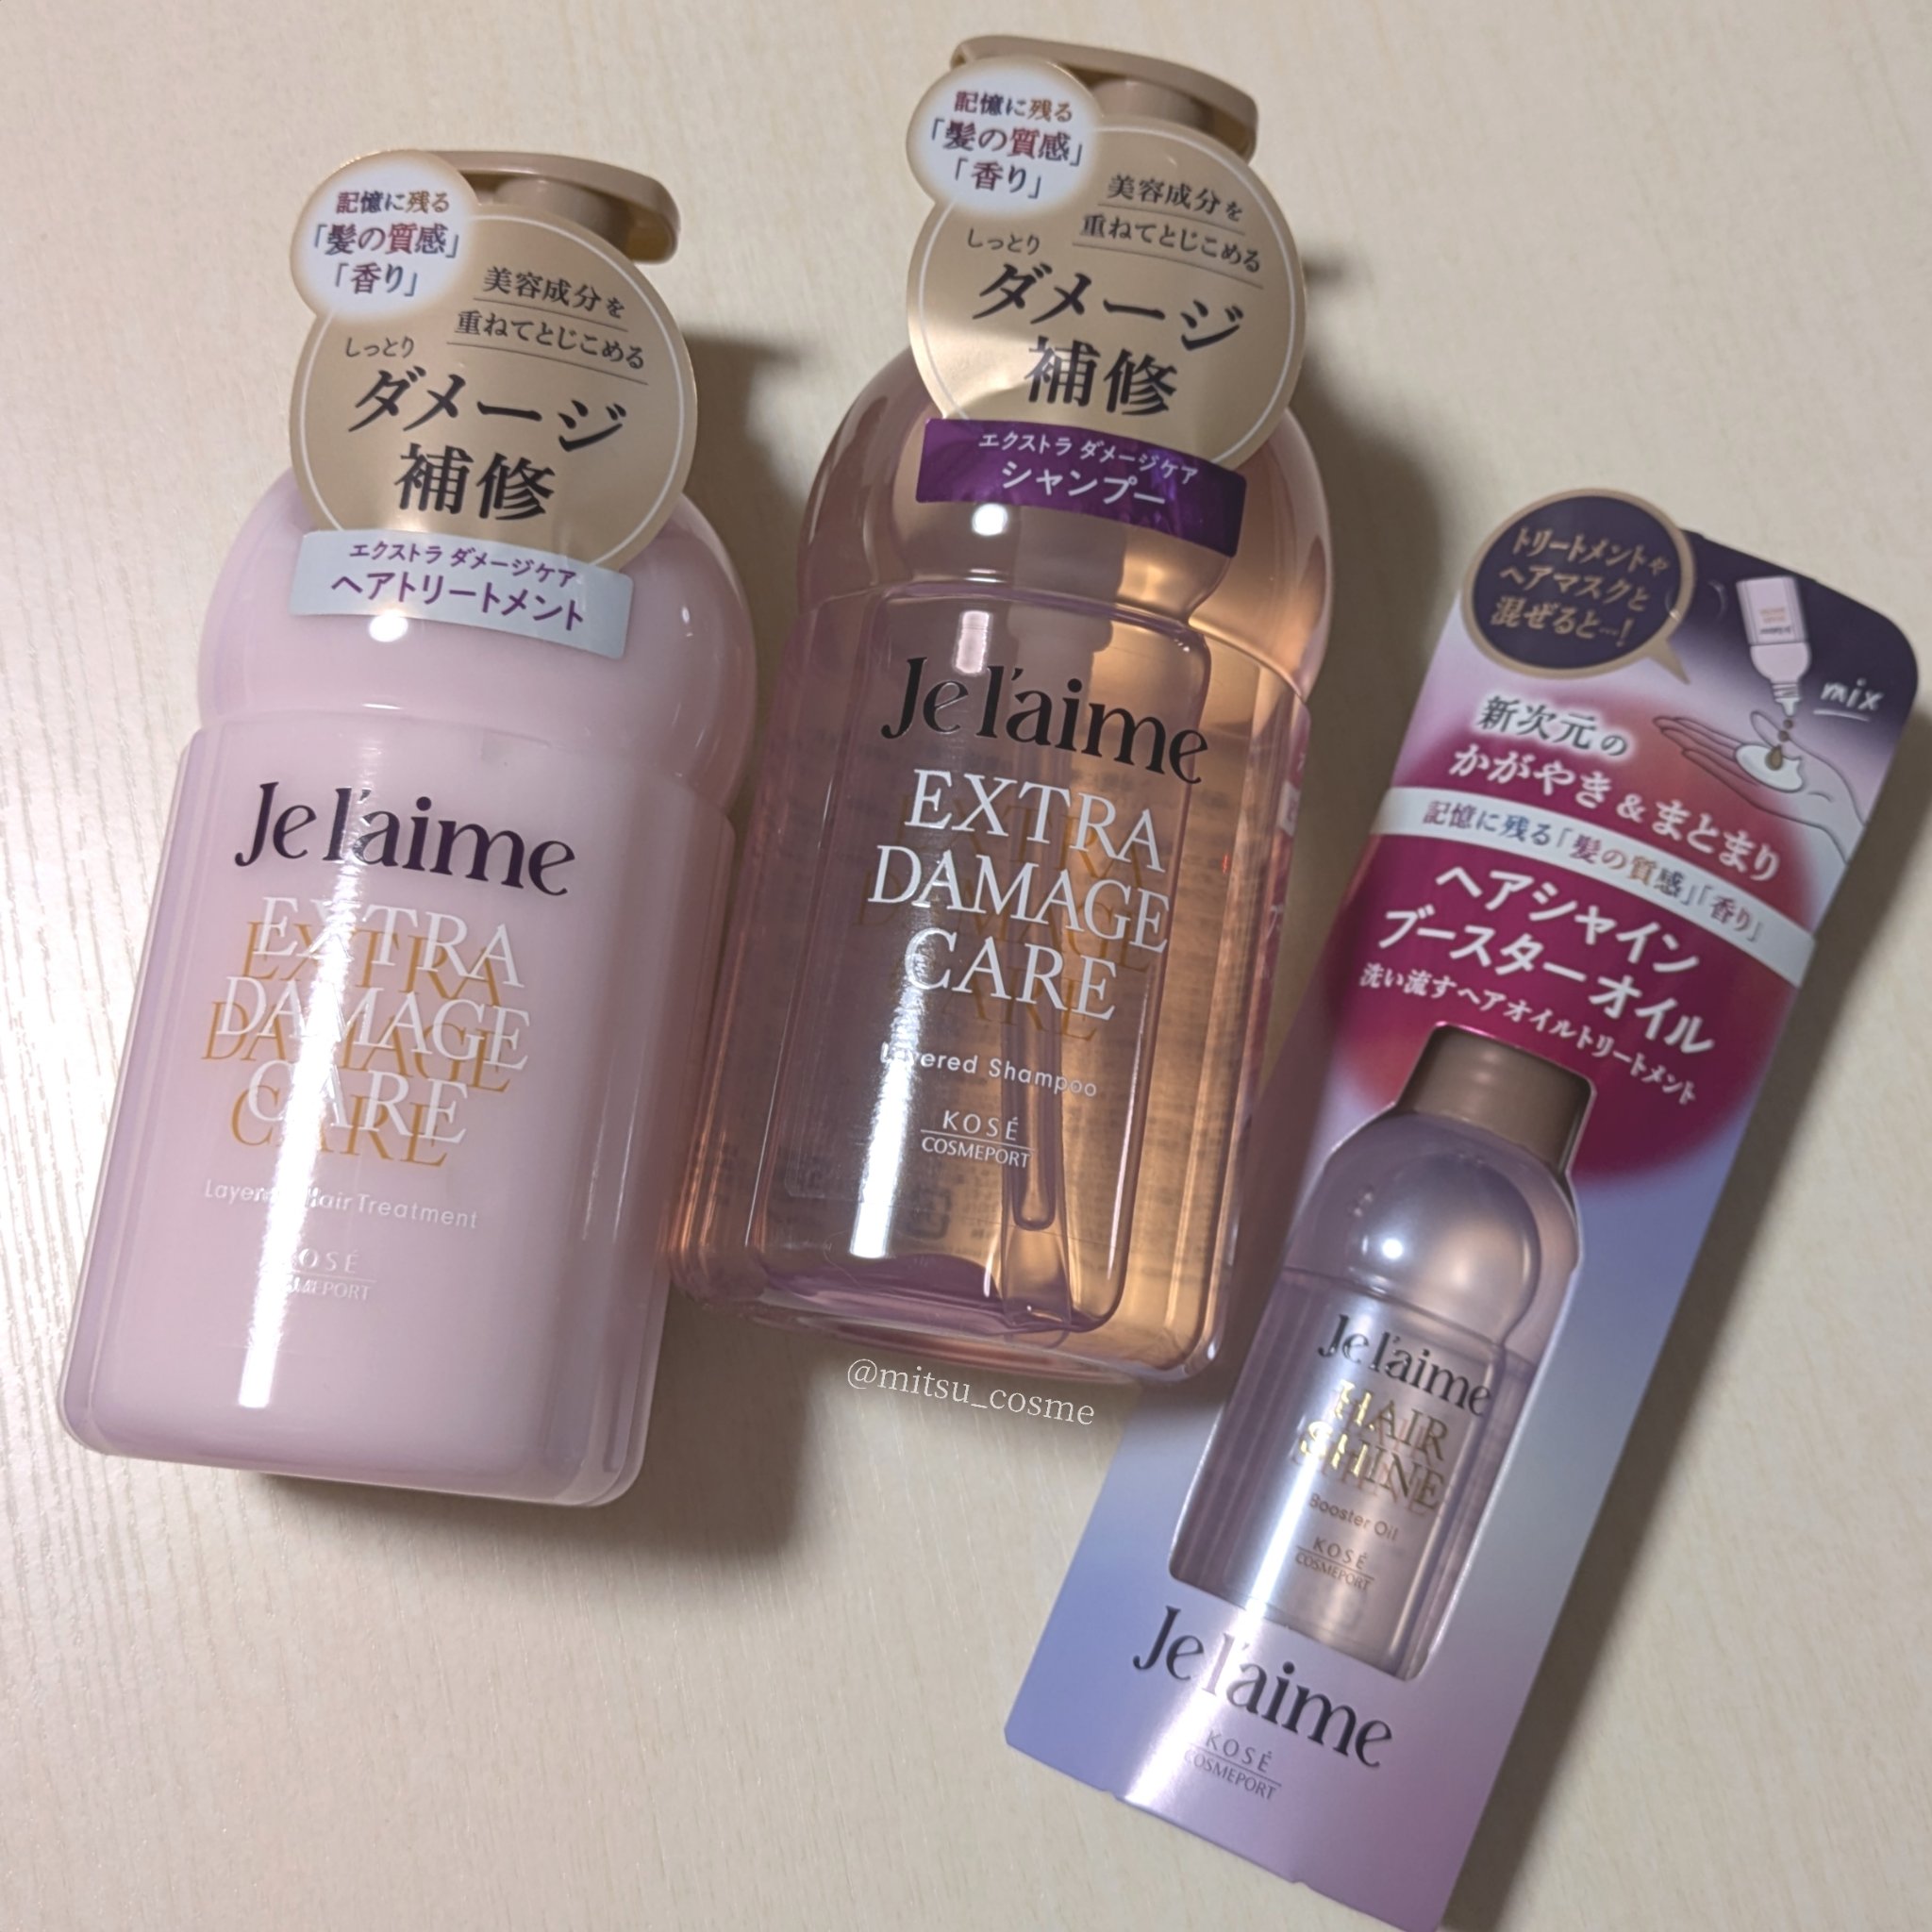 記憶に残る
「髪の質感」
「香り」
美容成分を
重ねてとじこめる
しっとり
ダメージ
補修
エクストラ ダメージケア
ヘアトリートメント
Je l'aime
EXTRA
DAMAGE
CARE
Layered Hair Treatment
KOSÉ
COSMEPORT
記憶に残る
「髪の質感」
「香り」
美容成分を
重ねてとじこめる
しっとり
ダメージ
補修
エクストラ ダメージケア
シャンプー
Je l'aime
EXTRA
DAMAGE
CARE
Layered Shampoo
KOSÉ
COSMEPORT
トリートメントや
ヘアマスクと
混ぜると…!
mix
新次元の
かがやき&まとまり
記憶に残る「髪の質感」「香り」
ヘアシャイン
ブースター オイル
洗い流すヘアオイルトリートメント
Je l'aime
HAIR
SHINE
Booster Oil
KOSÉ
COSMEPORT
Je l'aime
KOSÉ
COSMEPORT
@mitsu_cosme